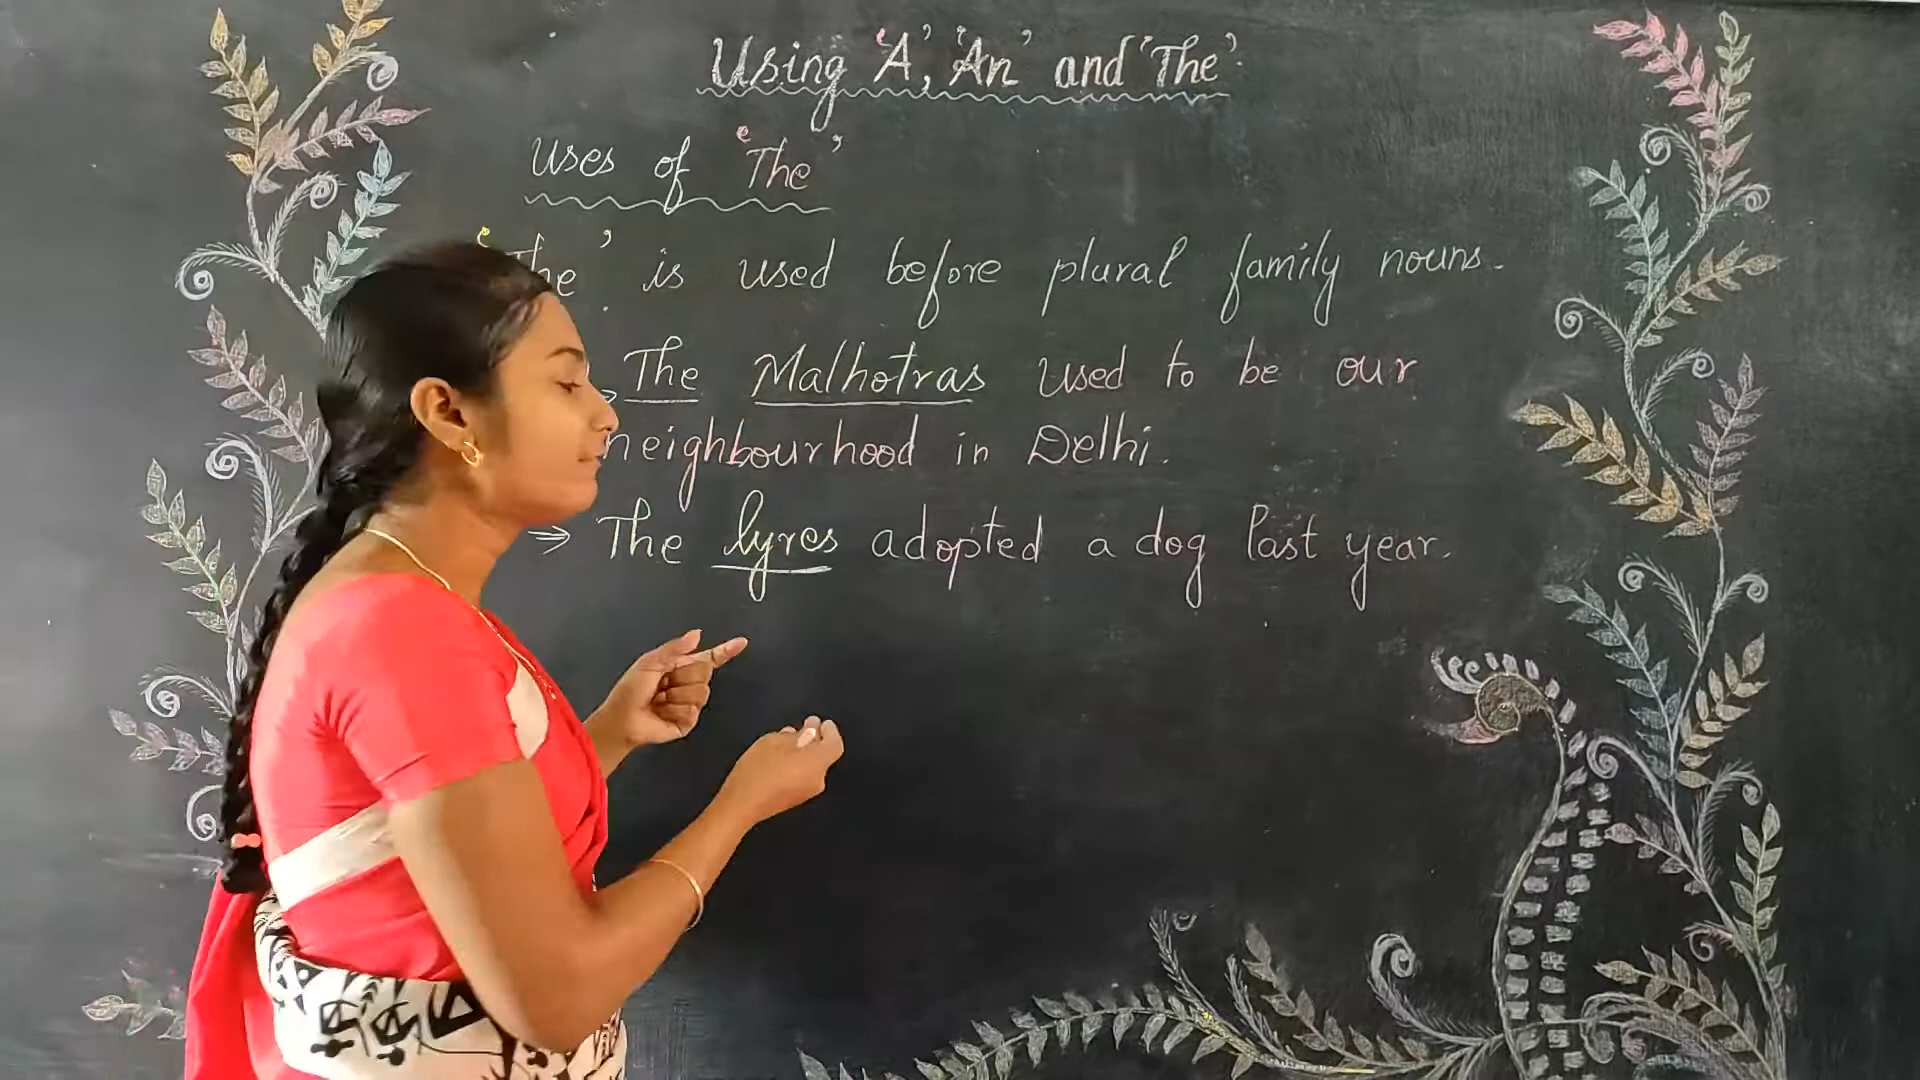 Using 'A', 'An' and 'The'.
Uses of 'The'
'The' is used before plural family nouns.
The Malhotras used to be our
neighbourhood in Delhi.
⇒ The lyres adopted a dog last year.